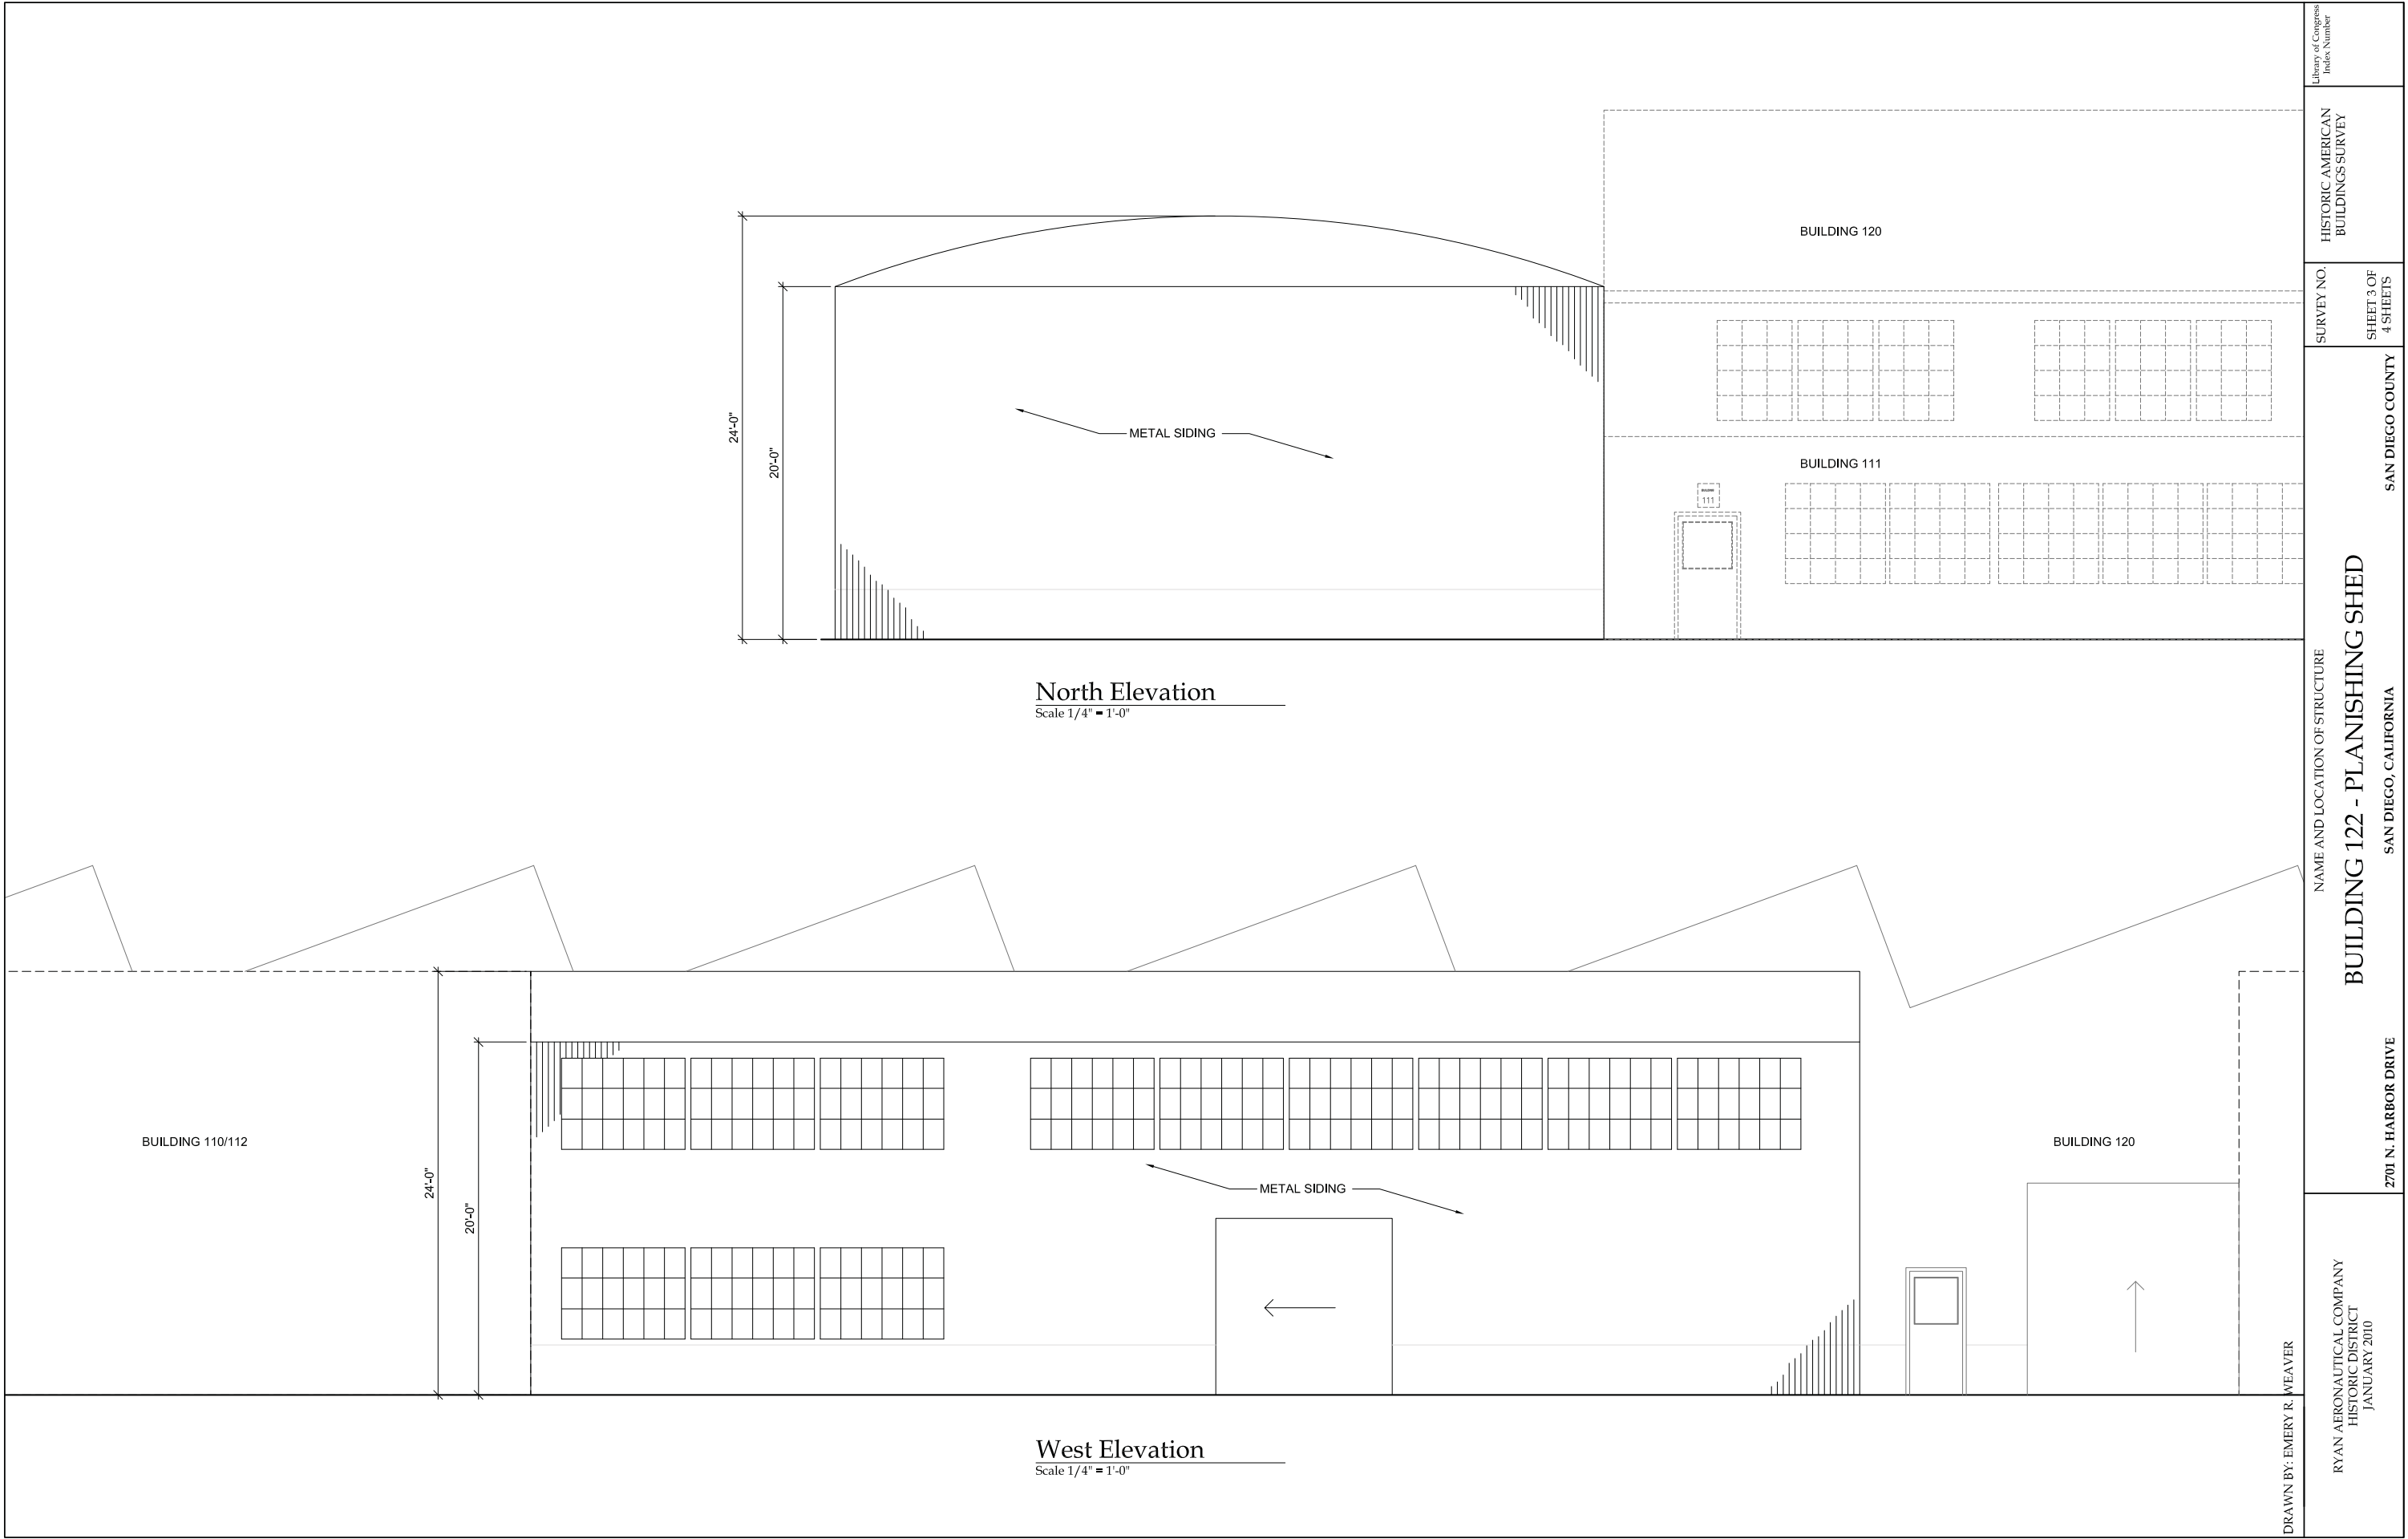 BUILDING 120
24'-0"
20'-0"
METAL SIDING
BUILDING 111
BUILDING
111
North Elevation
Scale 1/4" = 1'-0"
BUILDING 110/112
24'-0"
20'-0"
METAL SIDING
BUILDING 120
West Elevation
Scale 1/4" = 1'-0"
Library of Congress
Index Number
HISTORIC AMERICAN
BUILDINGS SURVEY
SURVEY NO.
SHEET 3 OF
4 SHEETS
NAME AND LOCATION OF STRUCTURE
BUILDING 122 - PLANISHING SHED
2701 N. HARBOR DRIVE
SAN DIEGO, CALIFORNIA
SAN DIEGO COUNTY
RYAN AERONAUTICAL COMPANY
HISTORIC DISTRICT
JANUARY 2010
DRAWN BY: EMERY R. WEAVER